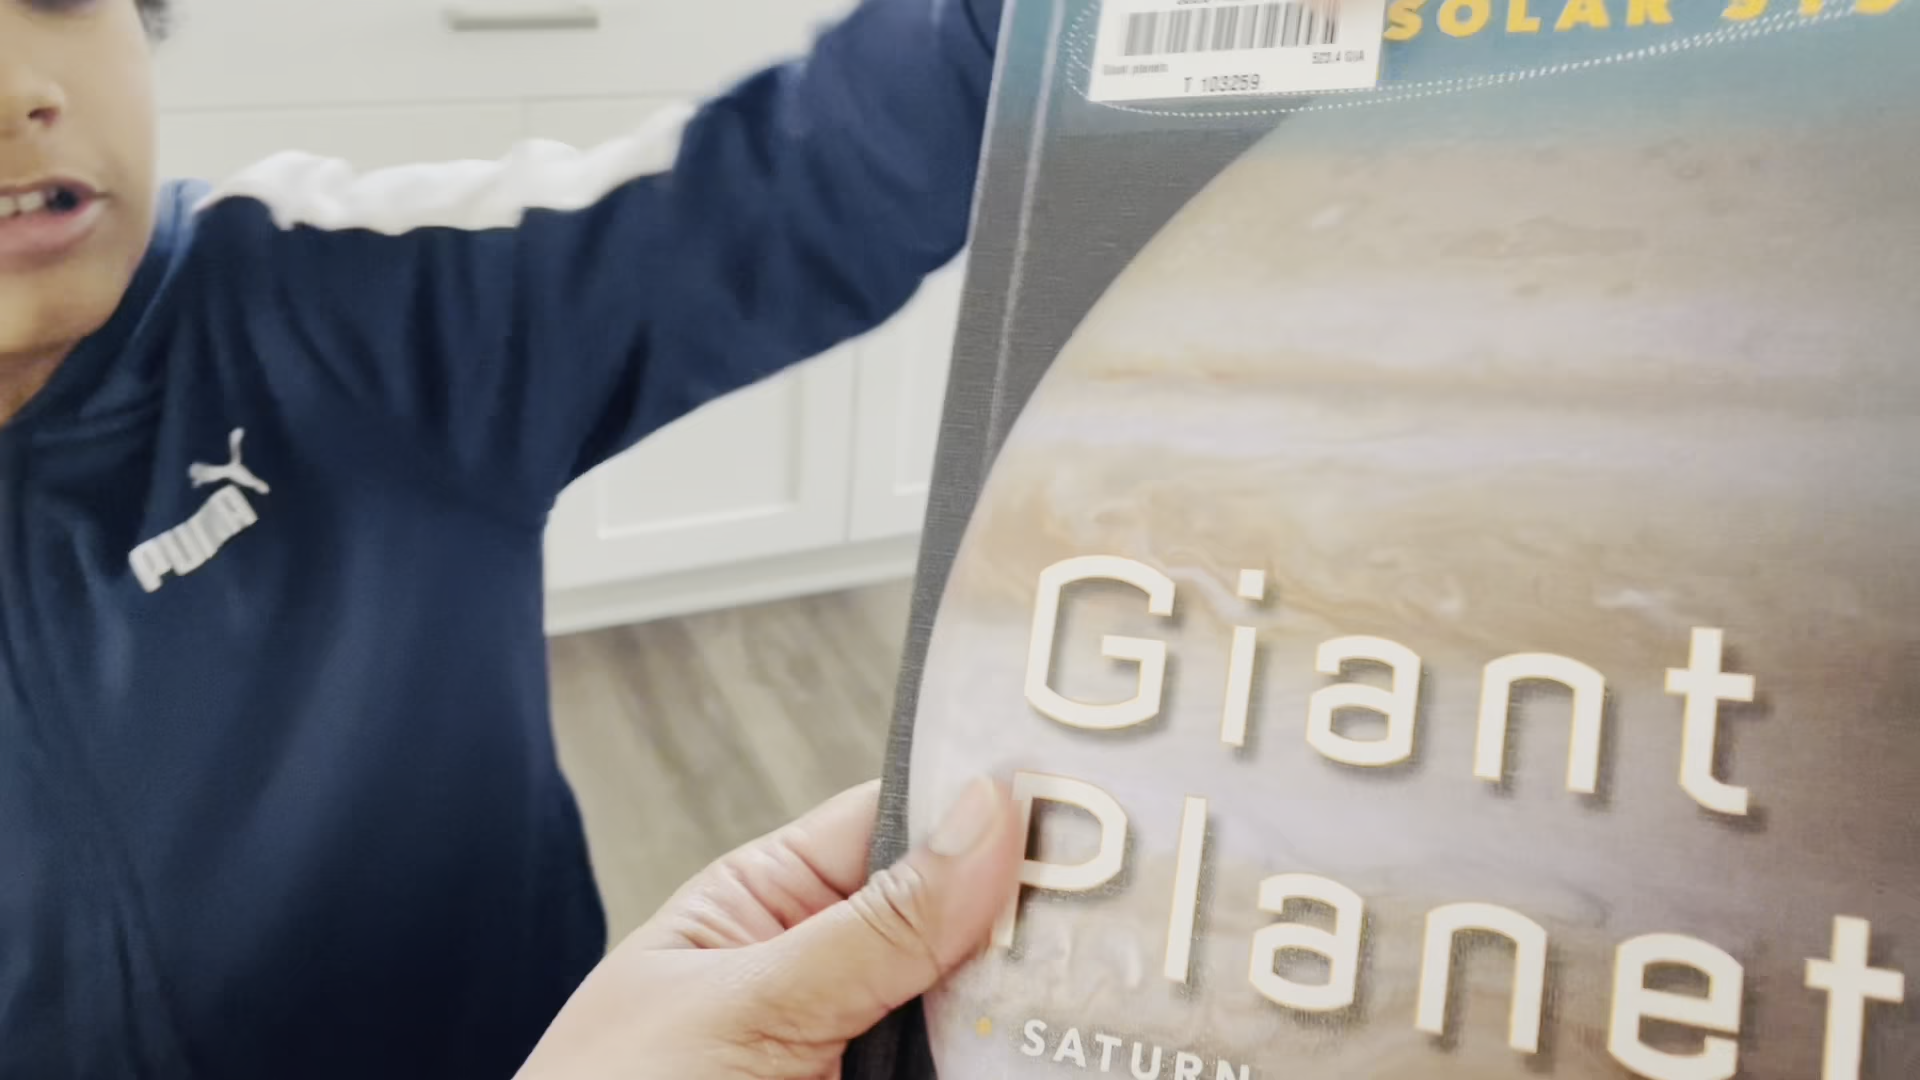 SOLAR SYS
Giant planets
523.4 GIA
T 103259
PUMA
Giant
Planet
SATURN